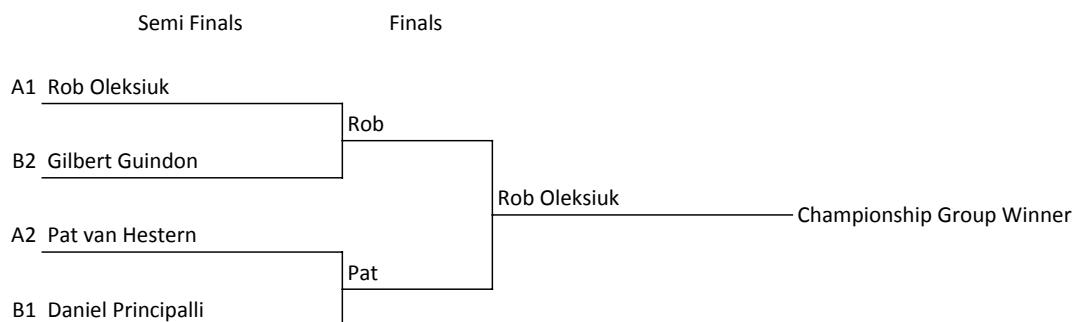 Semi Finals Finals
A1 Rob Oleksiuk
Rob
B2 Gilbert Guindon
Rob Oleksiuk
Championship Group Winner
A2 Pat van Hestern
Pat
B1 Daniel Principalli